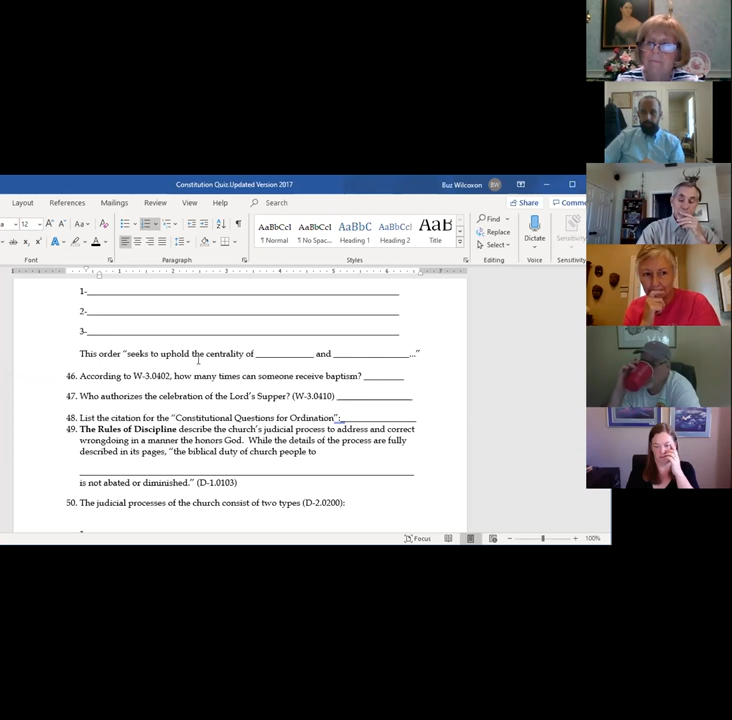 Constitution Quiz.Updated Version 2017
Buz Wilcoxon BW
Layout References Mailings Review View Help Search
Share Comme
12
Aa
Find
Replace
Select
Dictate
Sensitivity
AaBbCcI AaBbCcI AaBbC AaBbCcI AaB
¶ Normal ¶ No Spac... Heading 1 Heading 2 Title
Font Paragraph Styles Editing Voice Sensitivity
1-
2-
3-
This order “seeks to uphold the centrality of ____________ and ________________...”
46. According to W-3.0402, how many times can someone receive baptism? ________
47. Who authorizes the celebration of the Lord’s Supper? (W-3.0410) _______________
48. List the citation for the “Constitutional Questions for Ordination”: _______________
49. The Rules of Discipline describe the church’s judicial process to address and correct
wrongdoing in a manner the honors God. While the details of the process are fully
described in its pages, “the biblical duty of church people to
is not abated or diminished.” (D-1.0103)
50. The judicial processes of the church consist of two types (D-2.0200):
Focus
100%